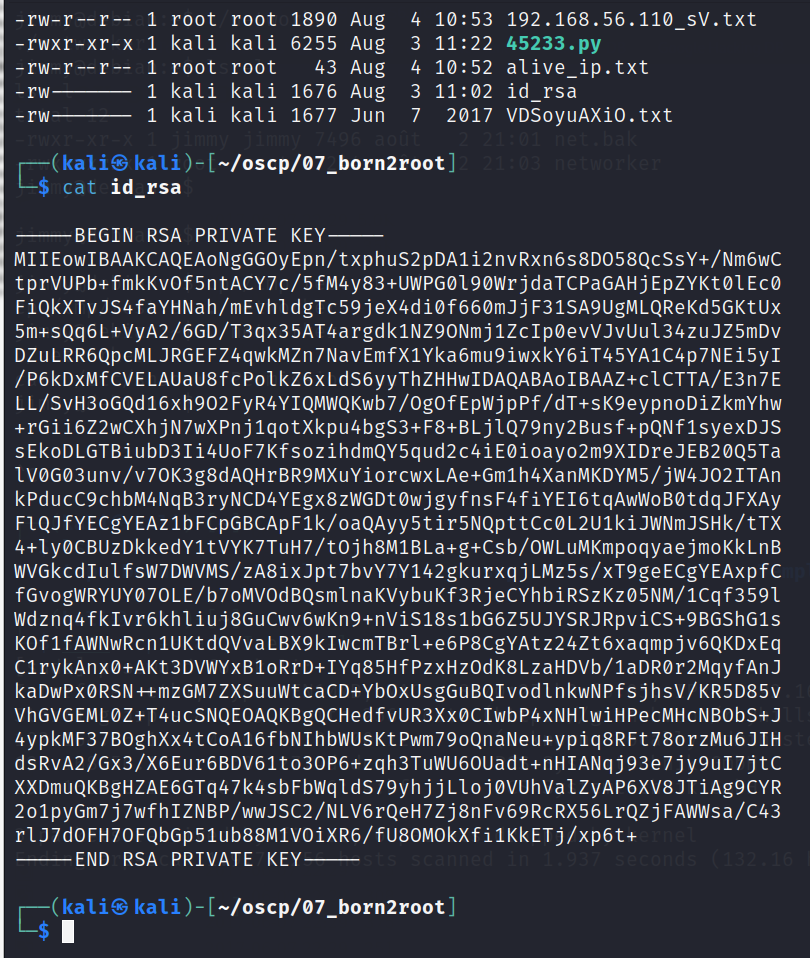 -rw-r--r-- 1 root root 1890 Aug  4 10:53 192.168.56.110_sV.txt
-rwxr-xr-x 1 kali kali 6255 Aug  3 11:22 45233.py
-rw-r--r-- 1 root root   43 Aug  4 10:52 alive_ip.txt
-rw------- 1 kali kali 1676 Aug  3 11:02 id_rsa
-rw------- 1 kali kali 1677 Jun  7  2017 VDSoyuAXiO.txt
┌──(kali㉿kali)-[~/oscp/07_born2root]
└─$ cat id_rsa
-----BEGIN RSA PRIVATE KEY-----
MIIEowIBAAKCAQEAoNgGGOyEpn/txphuS2pDA1i2nvRxn6s8DO58QcSsY+/Nm6wC
tprVUPb+fmkKvOf5ntACY7c/5fM4y83+UWPG0l90WrjdaTCPaGAHjEpZYKt0lEc0
FiQkXTvJS4faYHNah/mEvhldgTc59jeX4di0f660mJjF31SA9UgMLQReKd5GKtUx
5m+sQq6L+VyA2/6GD/T3qx35AT4argdk1NZ9ONmj1ZcIp0evVJvUul34zuJZ5mDv
DZuLRR6QpcMLJRGEFZ4qwkMZn7NavEmfX1Yka6mu9iwxkY6iT45YA1C4p7NEi5yI
/P6kDxMfCVELAUaU8fcPolkZ6xLdS6yyThZHHwIDAQABAoIBAAZ+clCTTA/E3n7E
LL/SvH3oGQd16xh9O2FyR4YIQMWQKwb7/OgOfEpWjpPf/dT+sK9eypnoDiZkmYhw
+rGii6Z2wCXhjN7wXPnj1qotXkpu4bgS3+F8+BLjlQ79ny2Busf+pQNf1syexDJS
sEkoDLGTBiubD3Ii4UoF7KfsozihdmQY5qud2c4iE0ioayo2m9XIDreJEB20Q5Ta
lV0G03unv/v7OK3g8dAQHrBR9MXuYiorcwxLAe+Gm1h4XanMKDYM5/jW4JO2ITAn
kPducC9chbM4NqB3ryNCD4YEgx8zWGDt0wjgyfnsF4fiYEI6tqAwWoB0tdqJFXAy
FlQJfYECgYEAz1bFCpGBCApF1k/oaQAyy5tir5NQpttCc0L2U1kiJWNmJSHk/tTX
4+ly0CBUzDkkedY1tVYK7TuH7/tOjh8M1BLa+g+Csb/OWLuMKmpoqyaejmoKkLnB
WVGkcdIulfsW7DWVMS/zA8ixJpt7bvY7Y142gkurxqjLMz5s/xT9geECgYEAxpfC
fGvogWRYUY07OLE/b7oMVOdBQsmlnaKVybuKf3RjeCYhbiRSzKz05NM/1Cqf359l
Wdznq4fkIvr6khliuj8GuCwv6wKn9+nViS18s1bG6Z5UJYSRJRpviCS+9BGShG1s
KOf1fAWNwRcn1UKtdQVvaLBX9kIwcmTBrl+e6P8CgYAtz24Zt6xaqmpjv6QKDxEq
C1rykAnx0+AKt3DVWYxB1oRrD+IYq85HfPzxHzOdK8LzaHDVb/1aDR0r2MqyfAnJ
kaDwPx0RSN++mzGM7ZXSuuWtcaCD+YbOxUsgGuBQIvodlnkwNPfsjhsV/KR5D85v
VhGVGEML0Z+T4ucSNQEOAQKBgQCHedfvUR3Xx0CIwbP4xNHlwiHPecMHcNBObS+J
4ypkMF37BOghXx4tCoA16fbNIhbWUsKtPwm79oQnaNeu+ypiq8RFt78orzMu6JIH
dsRvA2/Gx3/X6Eur6BDV61to3OP6+zqh3TuWU6OUadt+nHIANqj93e7jy9uI7jtC
XXDmuQKBgHZAE6GTq47k4sbFbWqldS79yhjjLloj0VUhValZyAP6XV8JTiAg9CYR
2o1pyGm7j7wfhIZNBP/wwJSC2/NLV6rQeH7Zj8nFv69RcRX56LrQZjFAWWsa/C43
rlJ7dOFH7OFQbGp51ub88M1VOiXR6/fU8OMOkXfi1KkETj/xp6t+
-----END RSA PRIVATE KEY-----
┌──(kali㉿kali)-[~/oscp/07_born2root]
└─$